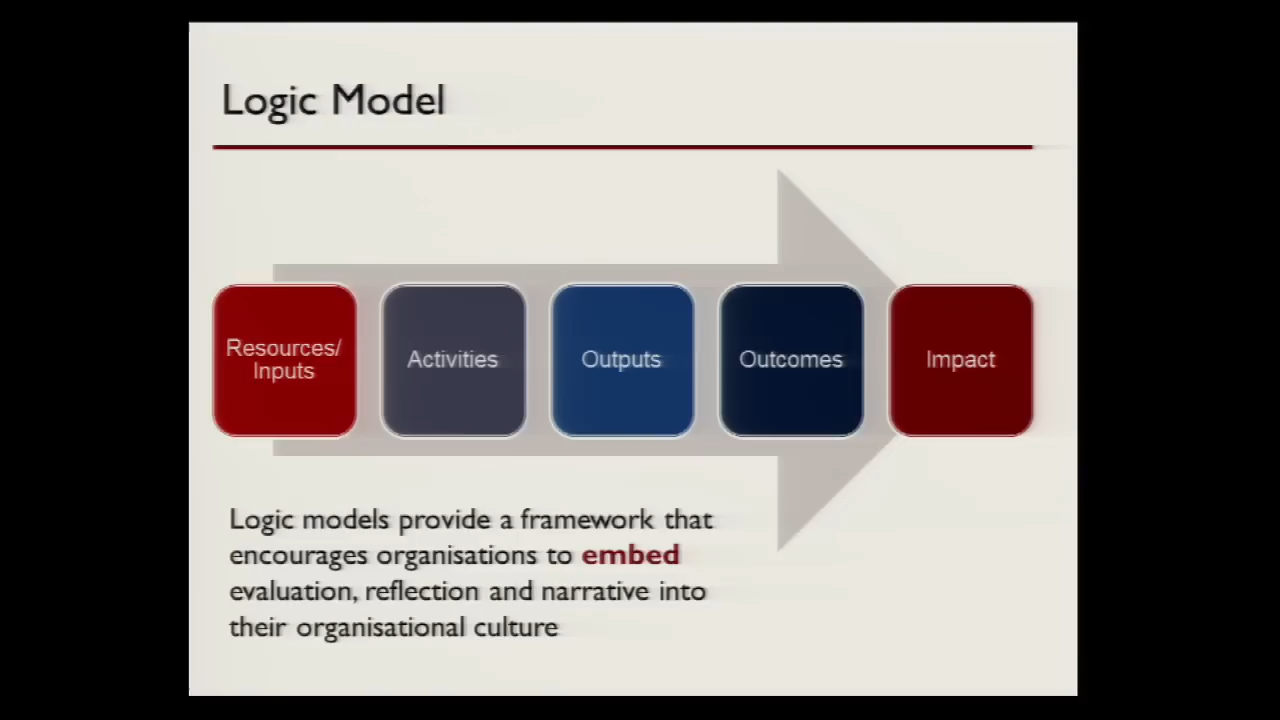 Logic Model
Resources/
Inputs
Activities
Outputs
Outcomes
Impact
Logic models provide a framework that
encourages organisations to embed
evaluation, reflection and narrative into
their organisational culture